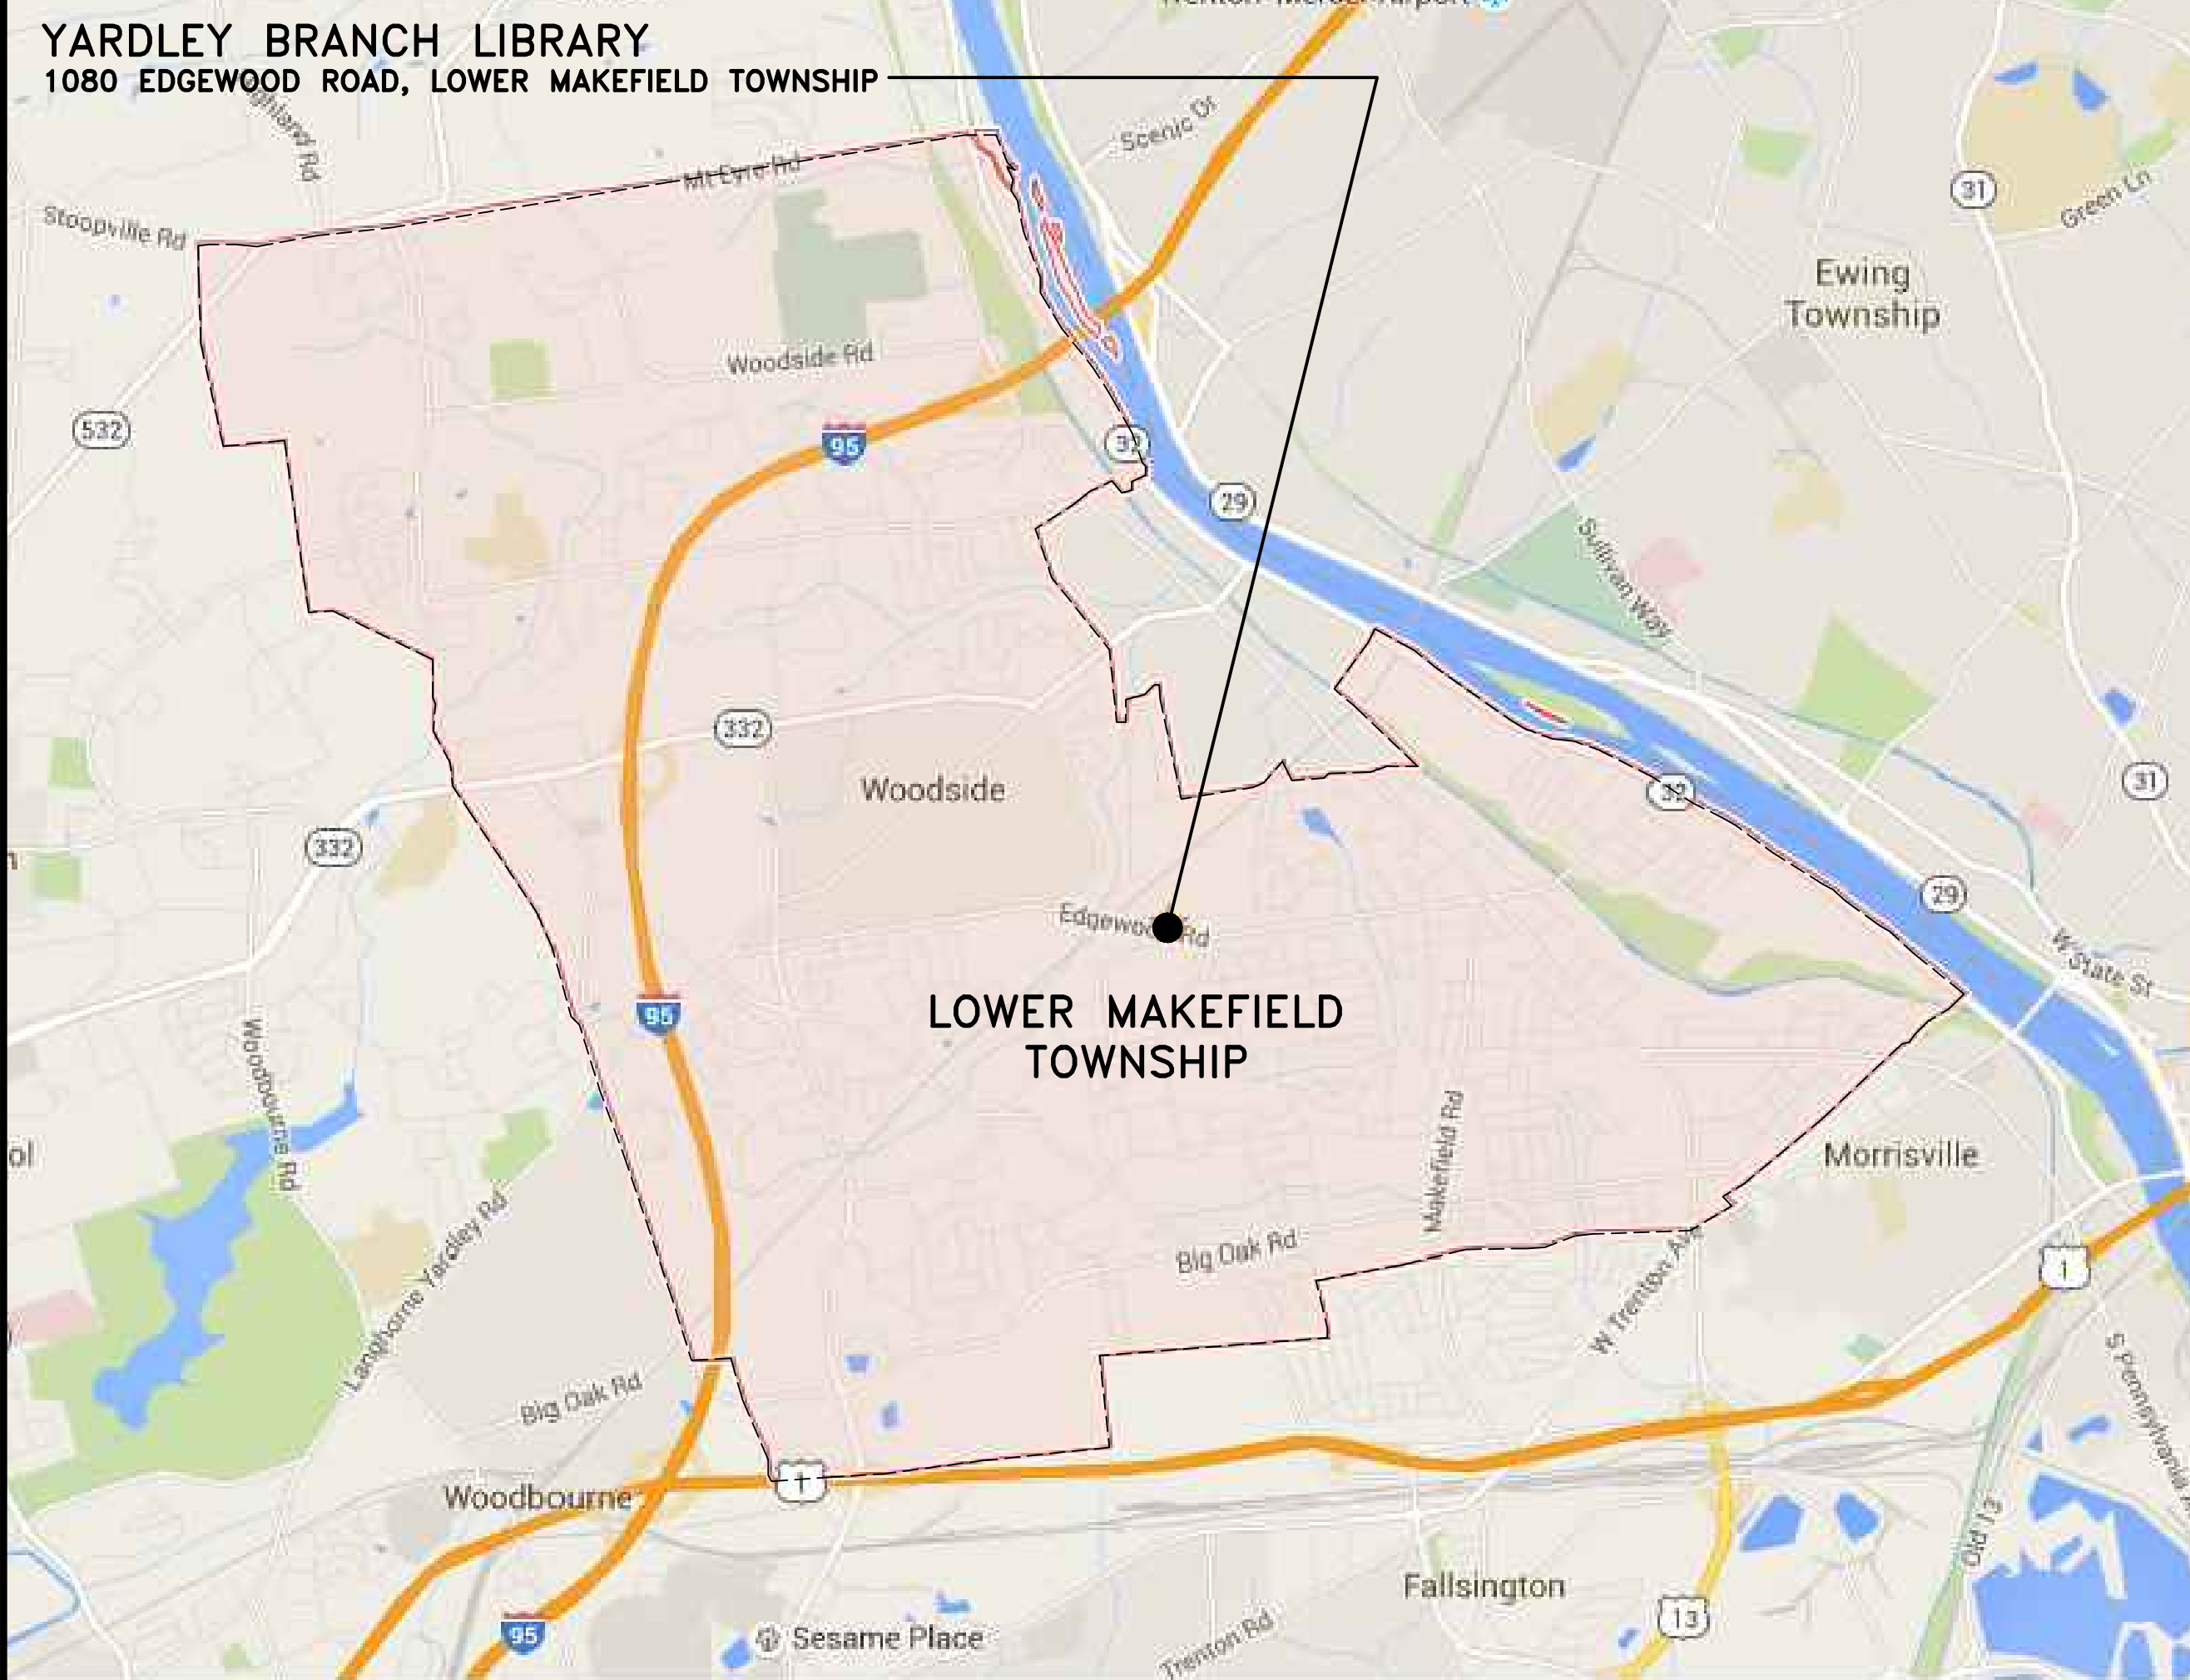 YARDLEY BRANCH LIBRARY
1080 EDGEWOOD ROAD, LOWER MAKEFIELD TOWNSHIP
Scenic Dr
Mt Eyre Rd
31
Green Ln
Stoopville Rd
Ewing
Township
Woodside Rd
532
95
32
29
Sullivan Way
332
Woodside
32
31
332
29
Edgewood Rd
W State St
LOWER MAKEFIELD
TOWNSHIP
95
Woodbourne Rd
Makefield Rd
ol
Morrisville
Langhorne Yardley Rd
Big Oak Rd
W Trenton Ave
1
Big Oak Rd
S Pennsylvania
Woodbourne
1
Old 13
Fallsington
13
95
Sesame Place
Trenton Rd